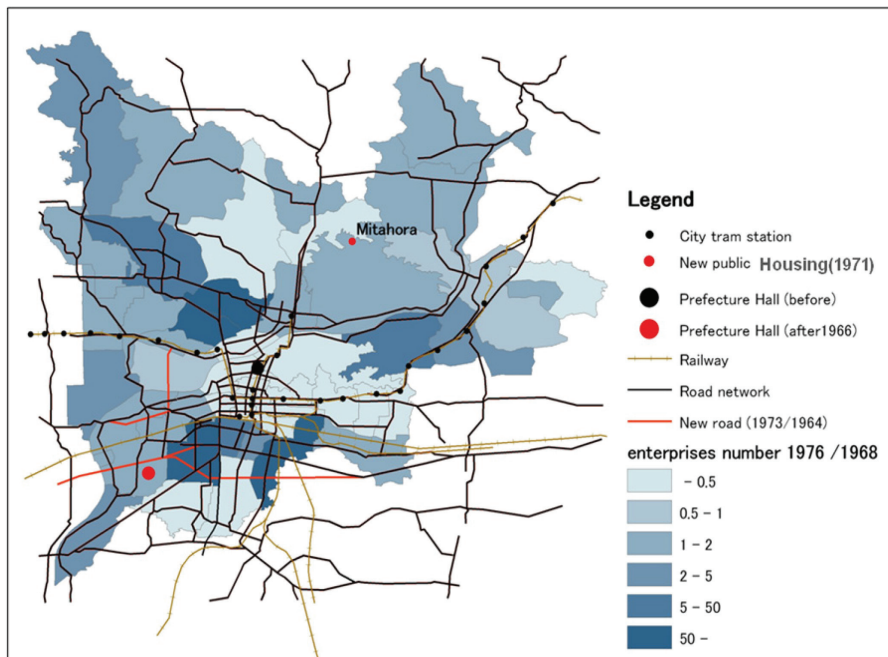 Mitahora
Legend
City tram station
New public Housing(1971)
Prefecture Hall (before)
Prefecture Hall (after1966)
Railway
Road network
New road (1973/1964)
enterprises number 1976 /1968
- 0.5
0.5 - 1
1 - 2
2 - 5
5 - 50
50 -